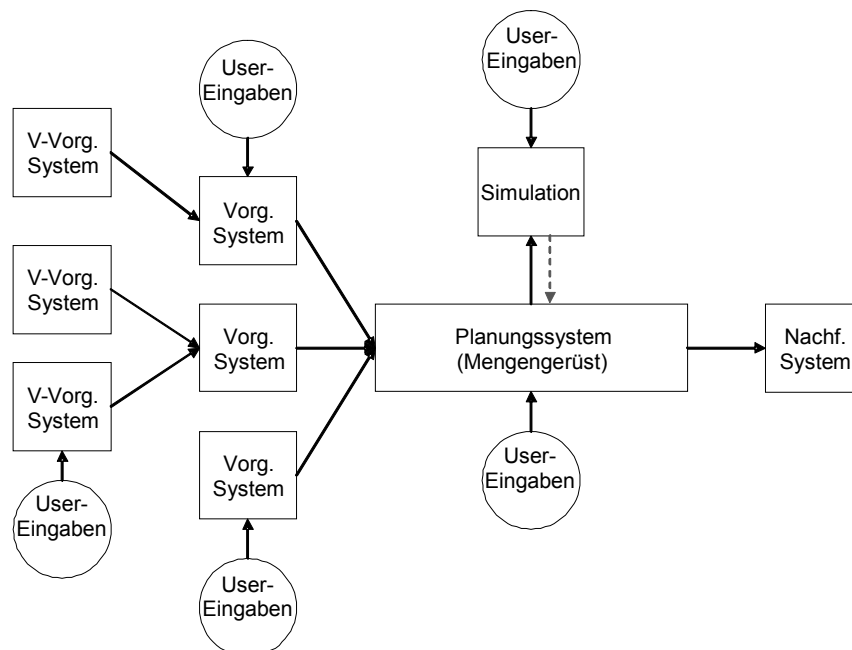 User-
Eingaben
User-
Eingaben
V-Vorg.
System
Vorg.
System
Simulation
V-Vorg.
System
Vorg.
System
Planungssystem
(Mengengerüst)
Nachf.
System
V-Vorg.
System
Vorg.
System
User-
Eingaben
User-
Eingaben
User-
Eingaben